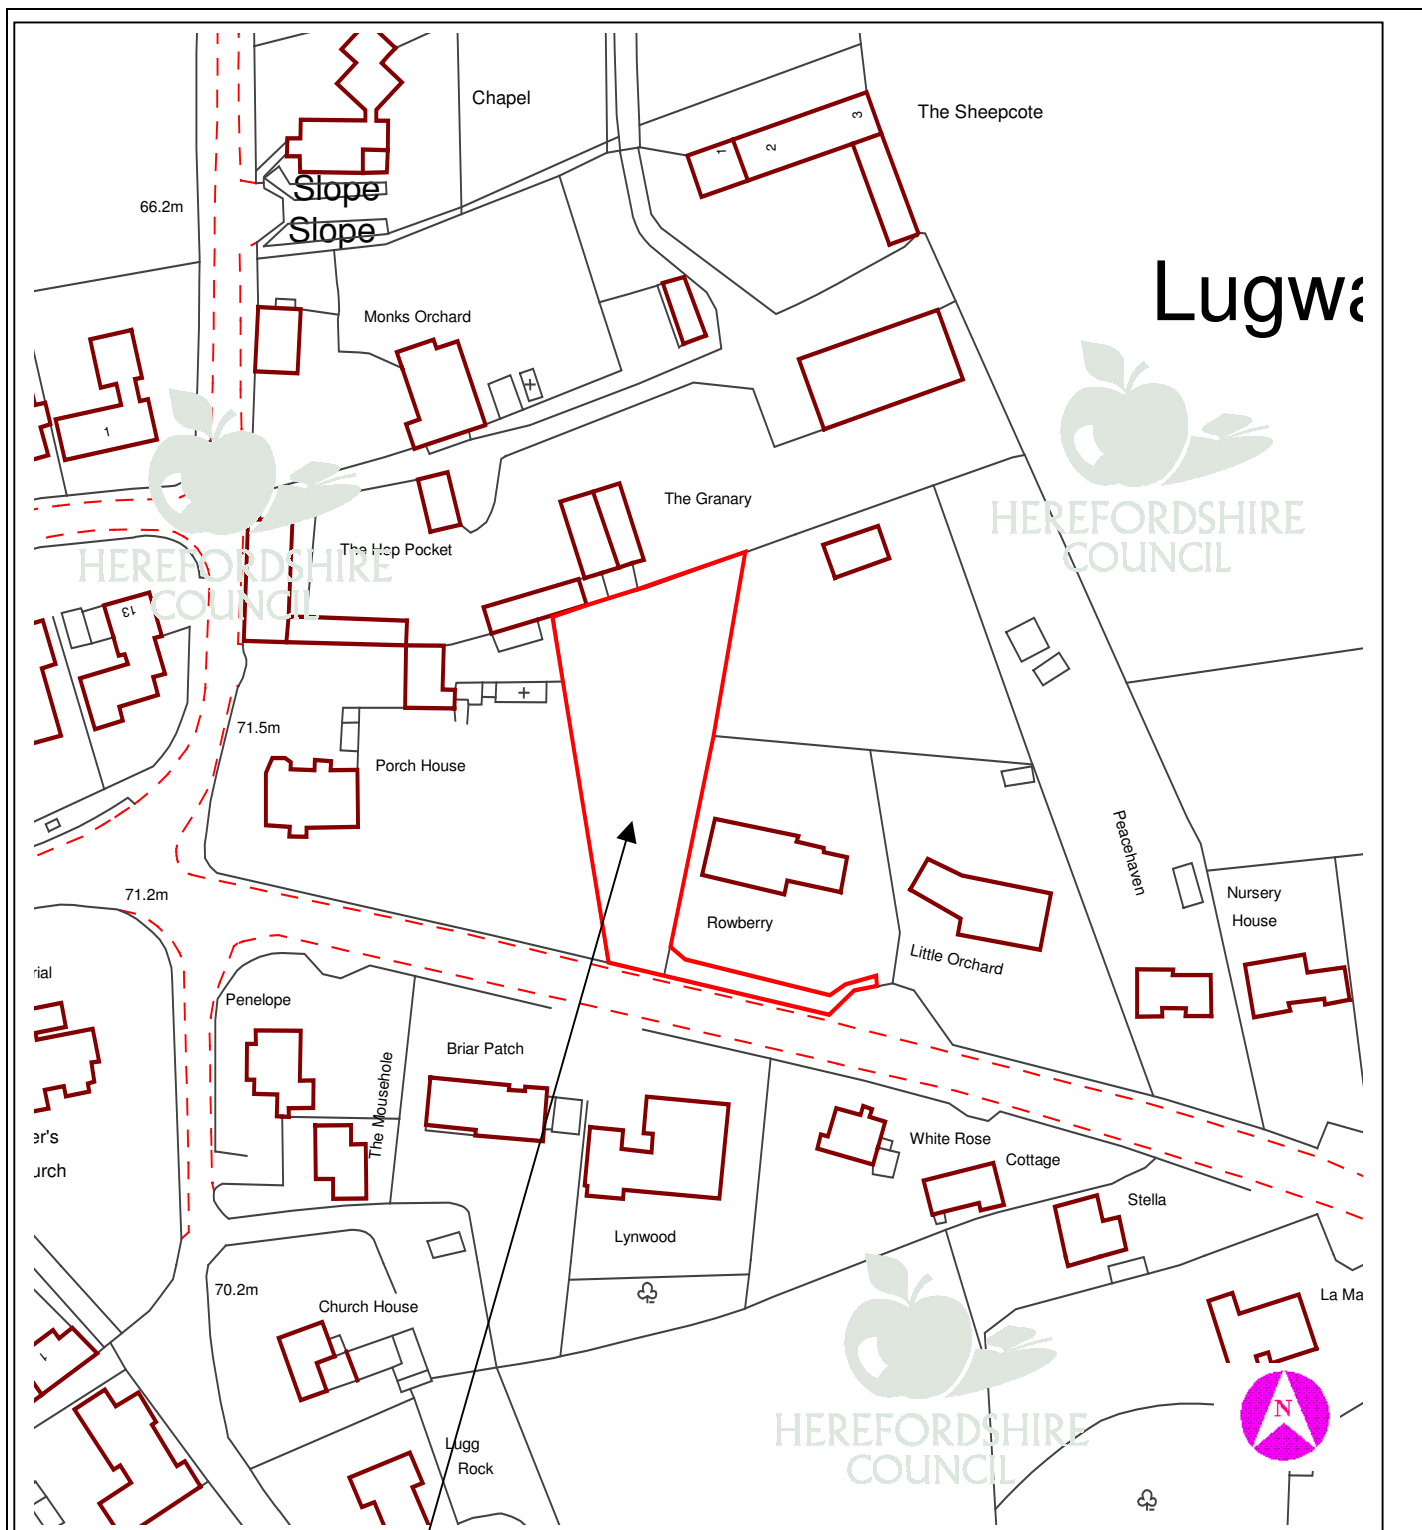 Chapel
The Sheepcote
3
2
1
Slope
66.2m
Slope
Lugwa
Monks Orchard
1
The Granary
HEREFORDSHIRE
COUNCIL
The Hop Pocket
HEREFORDSHIRE
COUNCIL
13
71.5m
Porch House
Peacehaven
71.2m
Nursery
House
Rowberry
Little Orchard
rial
Penelope
Briar Patch
The Mousehole
er's
urch
White Rose
Cottage
Stella
Lynwood
70.2m
Church House
La Ma
1
N
HEREFORDSHIRE
COUNCIL
Lugg
Rock